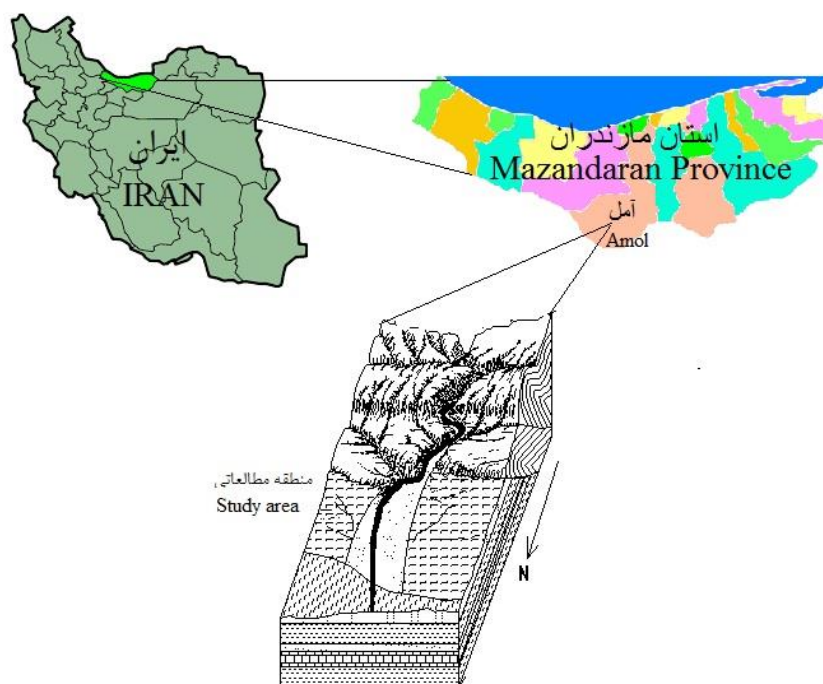 ایران
IRAN
استان مازندران
Mazandaran Province
آمل
Amol
منطقه مطالعاتی
Study area
N